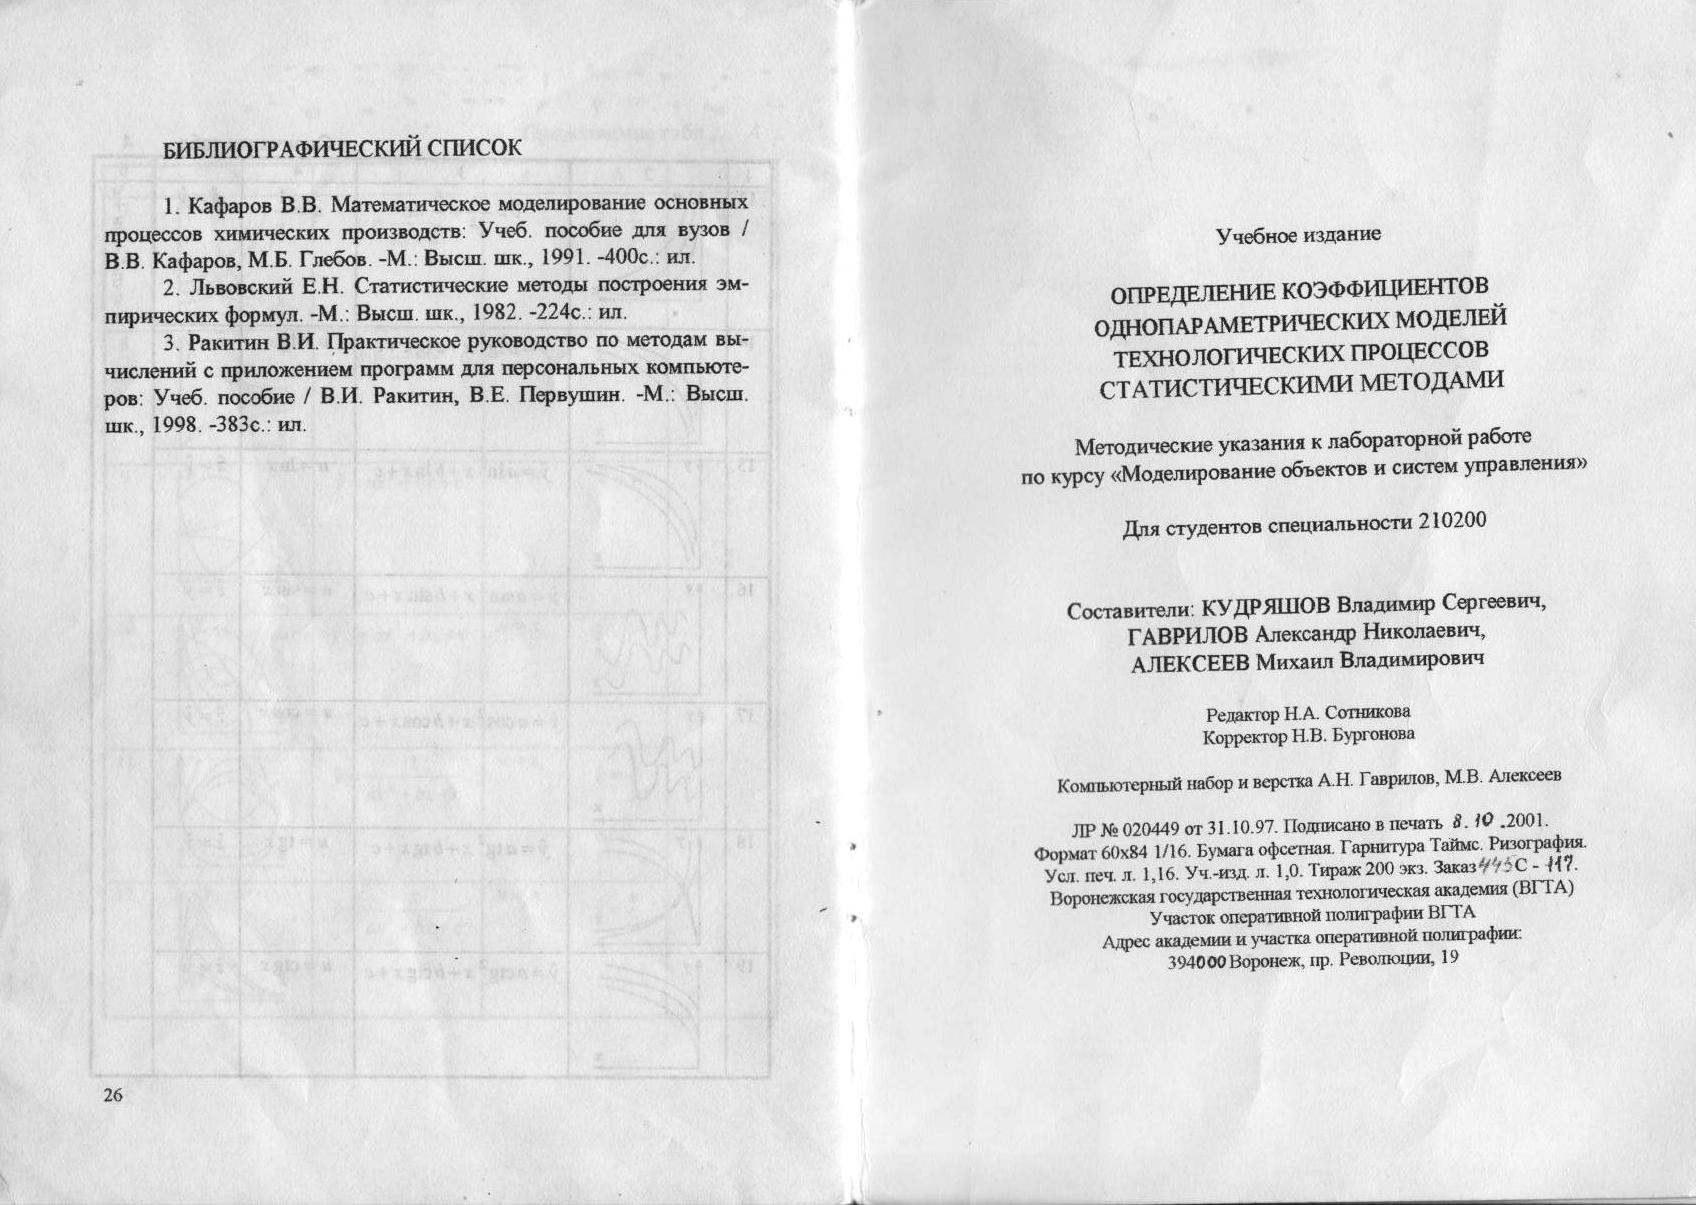 БИБЛИОГРАФИЧЕСКИЙ СПИСОК
1. Кафаров В.В. Математическое моделирование основных
процессов химических производств: Учеб. пособие для вузов /
В.В. Кафаров, М.Б. Глебов. -М.: Высш. шк., 1991. -400с.: ил.
2. Львовский Е.Н. Статистические методы построения эм-
пирических формул. -М.: Высш. шк., 1982. -224с.: ил.
3. Ракитин В.И. Практическое руководство по методам вы-
числений с приложением программ для персональных компьюте-
ров: Учеб. пособие / В.И. Ракитин, В.Е. Первушин. -М.: Высш.
шк., 1998. -383с.: ил.
26
Учебное издание
ОПРЕДЕЛЕНИЕ КОЭФФИЦИЕНТОВ
ОДНОПАРАМЕТРИЧЕСКИХ МОДЕЛЕЙ
ТЕХНОЛОГИЧЕСКИХ ПРОЦЕССОВ
СТАТИСТИЧЕСКИМИ МЕТОДАМИ
Методические указания к лабораторной работе
по курсу «Моделирование объектов и систем управления»
Для студентов специальности 210200
Составители: КУДРЯШОВ Владимир Сергеевич,
ГАВРИЛОВ Александр Николаевич,
АЛЕКСЕЕВ Михаил Владимирович
Редактор Н.А. Сотникова
Корректор Н.В. Бургонова
Компьютерный набор и верстка А.Н. Гаврилов, М.В. Алексеев
ЛР № 020449 от 31.10.97. Подписано в печать 8.10.2001.
Формат 60х84 1/16. Бумага офсетная. Гарнитура Таймс. Ризография.
Усл. печ. л. 1,16. Уч.-изд. л. 1,0. Тираж 200 экз. Заказ С - 117.
Воронежская государственная технологическая академия (ВГТА)
Участок оперативной полиграфии ВГТА
Адрес академии и участка оперативной полиграфии:
394000 Воронеж, пр. Революции, 19